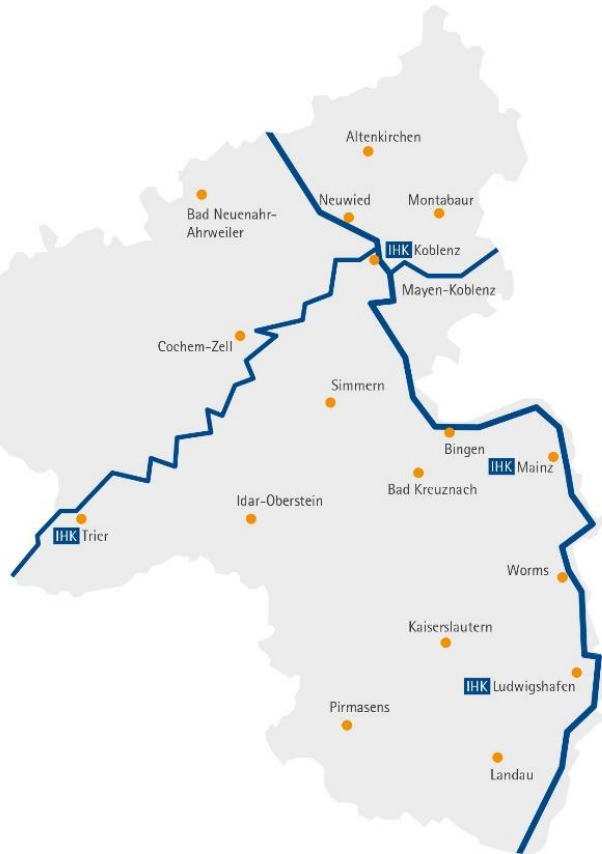 Altenkirchen
Neuwied
Montabaur
Bad Neuenahr-
Ahrweiler
IHK Koblenz
Mayen-Koblenz
Cochem-Zell
Simmern
Bingen
IHK Mainz
Bad Kreuznach
Idar-Oberstein
IHK Trier
Worms
Kaiserslautern
IHK Ludwigshafen
Pirmasens
Landau